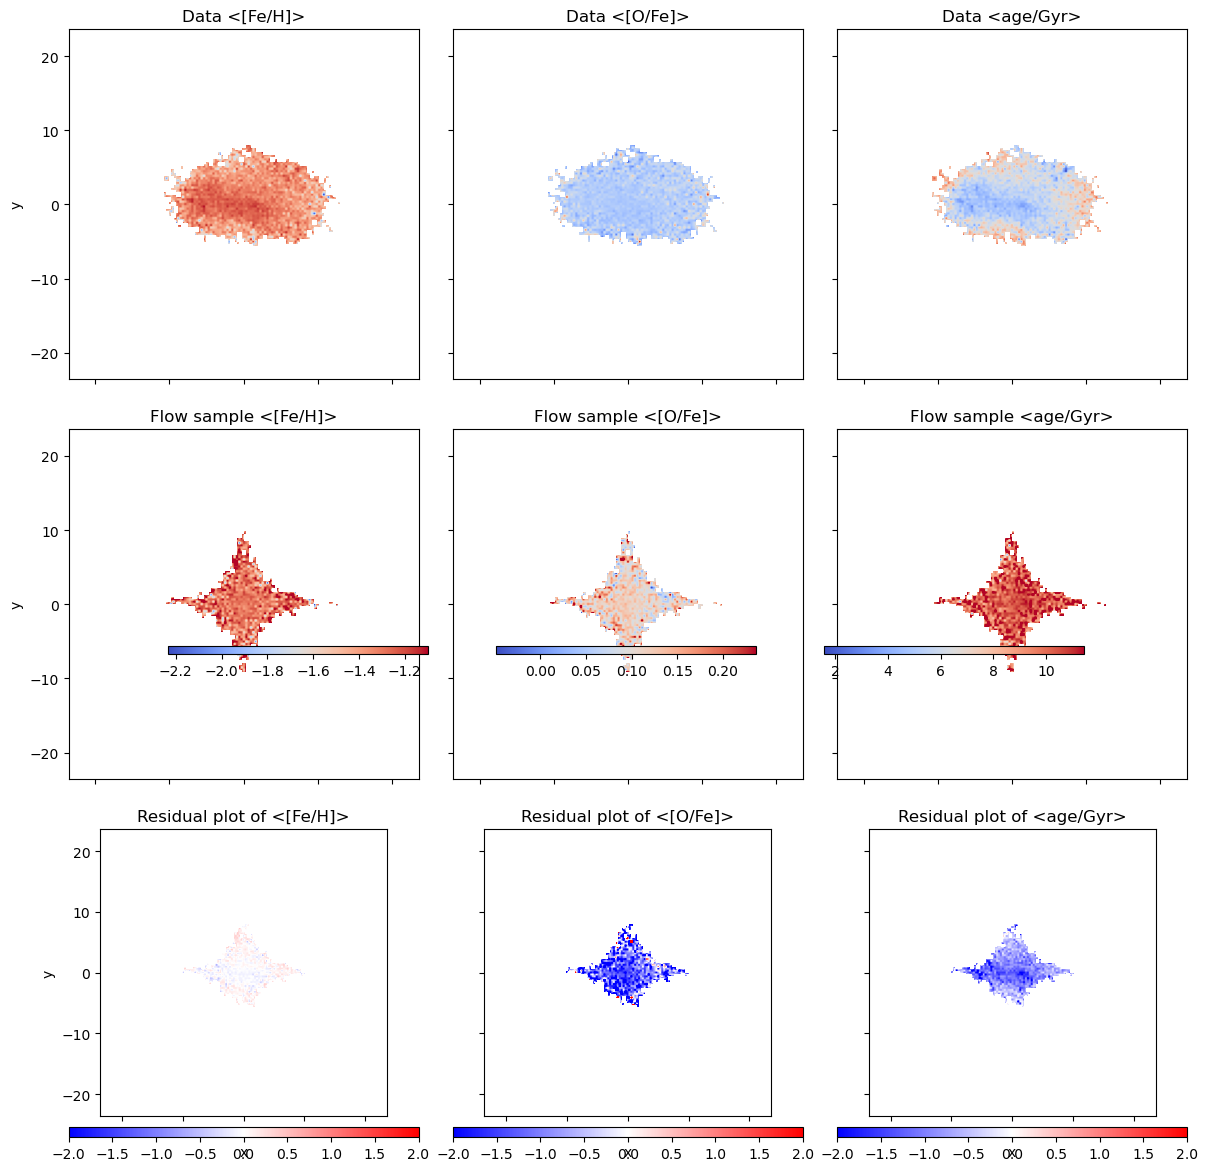 Data <[Fe/H]> Data <[O/Fe]> Data <age/Gyr>
20
10
y
0
−10
−20
Flow sample <[Fe/H]> Flow sample <[O/Fe]> Flow sample <age/Gyr>
20
10
y
0
−2.2 −2.0 −1.8 −1.6 −1.4 −1.2 0.00 0.05 0.10 0.15 0.20 2 4 6 8 10
−10
−20
Residual plot of <[Fe/H]> Residual plot of <[O/Fe]> Residual plot of <age/Gyr>
20
10
y
0
−10
−20
−2.0 −1.5 −1.0 −0.5 0.0 0.5 1.0 1.5 2.0 −2.0 −1.5 −1.0 −0.5 0.0 0.5 1.0 1.5 2.0 −2.0 −1.5 −1.0 −0.5 0.0 0.5 1.0 1.5 2.0
x x x